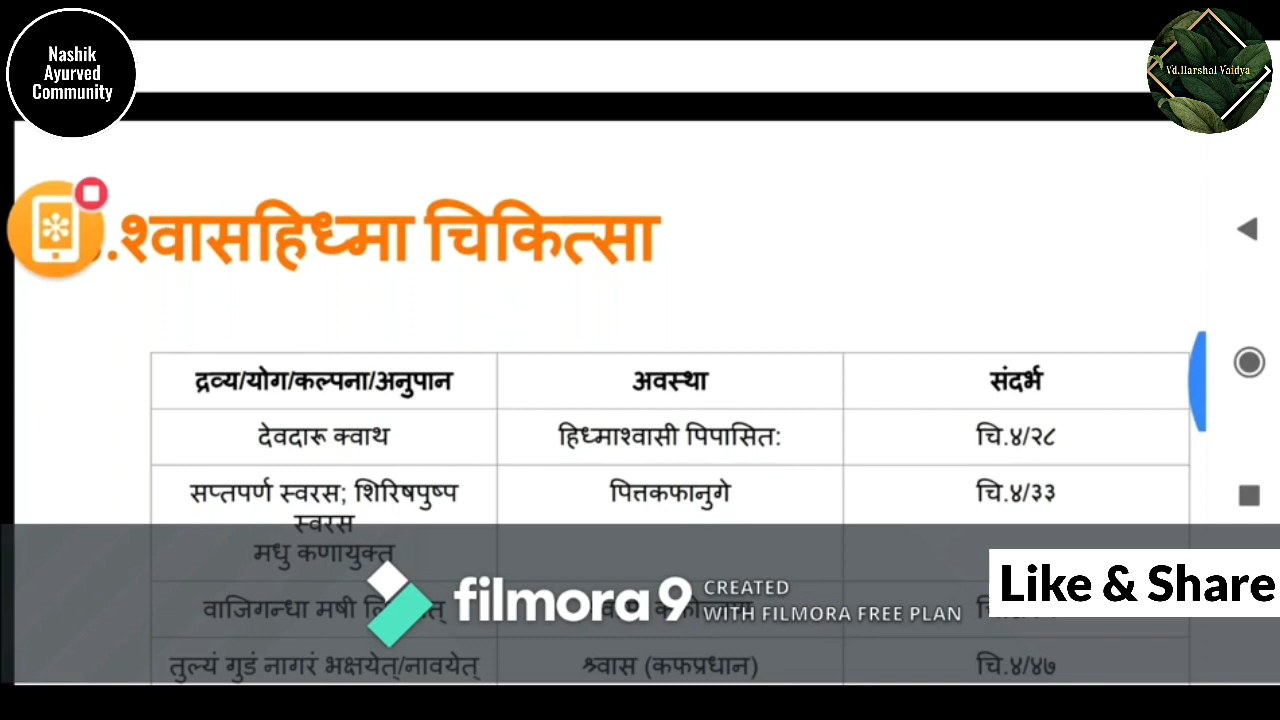 Nashik
Ayurved
Community
Vd.Harshal Vaidya
.श्वासहिध्मा चिकित्सा
द्रव्य/योग/कल्पना/अनुपान अवस्था संदर्भ
देवदारू क्वाथ हिध्माश्वासी पिपासित: चि.४/२८
सप्तपर्ण स्वरस; शिरिषपुष्प पित्तकफानुगे चि.४/३३
स्वरस
मधु कणायुक्त
वाजिगन्धा मषी
filmora9 CREATED
WITH FILMORA FREE PLAN
Like & Share
तुल्यं गुडं नागरं भक्षयेत्/नावयेत् श्वास (कफप्रधान) चि.४/४७